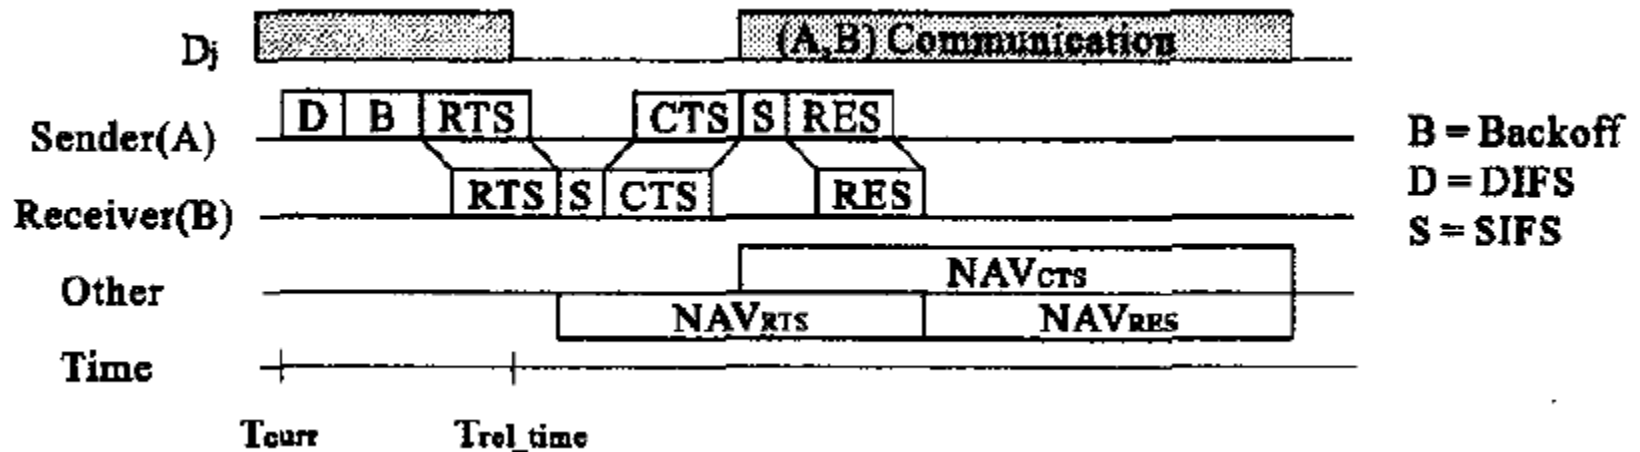 Dj
(A,B) Communication
Sender(A)
D B RTS CTS S RES
Receiver(B)
RTS S CTS RES
B = Backoff
D = DIFS
S = SIFS
Other
NAVCTS
NAVRTS NAVRES
Time
Tcurr Trel_time